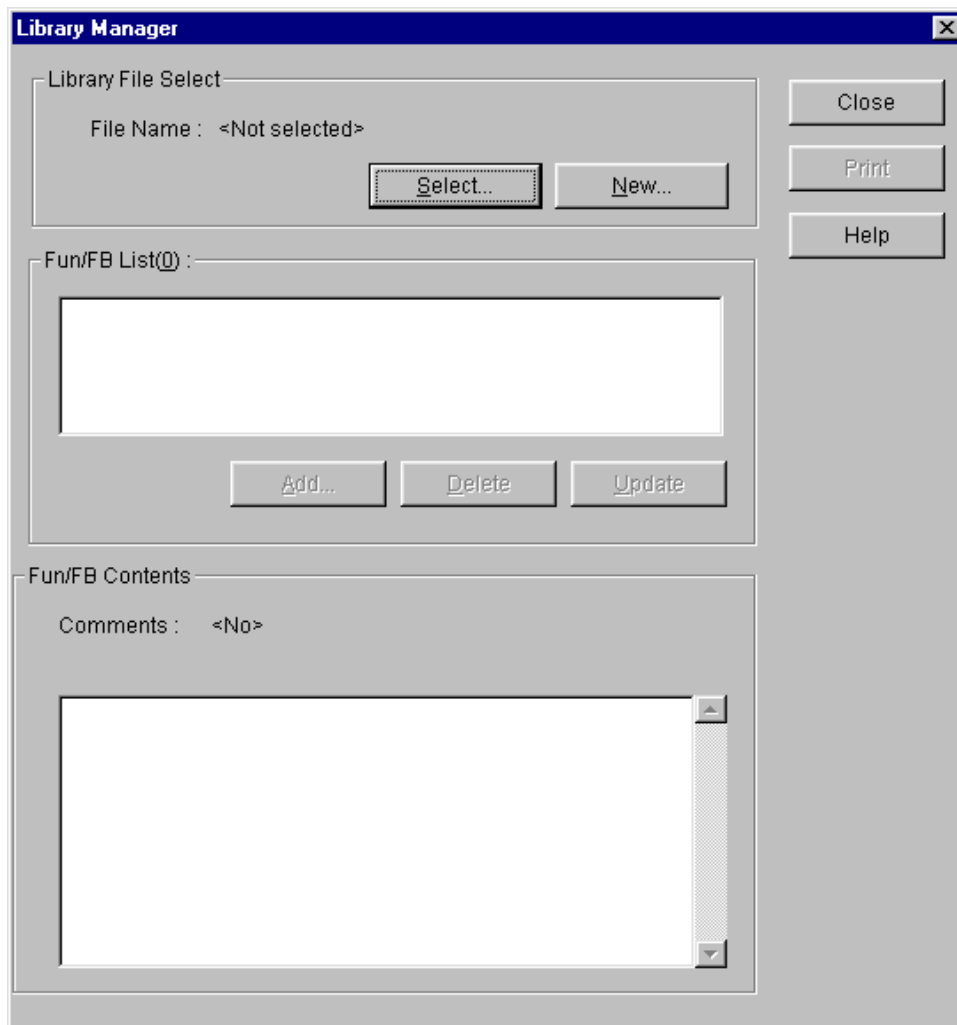 Library Manager
Library File Select
File Name : <Not selected>
Select...
New...
Close
Print
Help
Fun/FB List(0) :
Add...
Delete
Update
Fun/FB Contents
Comments : <No>